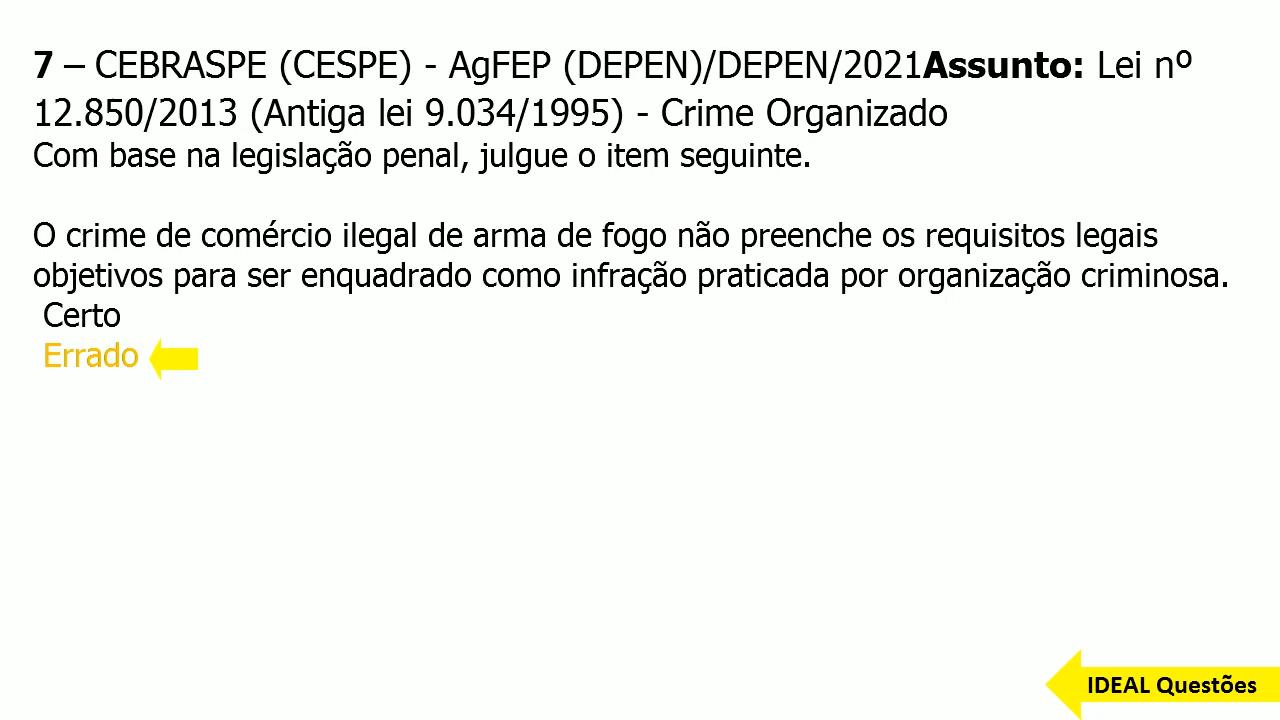 7 – CEBRASPE (CESPE) - AgFEP (DEPEN)/DEPEN/2021Assunto: Lei nº
12.850/2013 (Antiga lei 9.034/1995) - Crime Organizado
Com base na legislação penal, julgue o item seguinte.
O crime de comércio ilegal de arma de fogo não preenche os requisitos legais
objetivos para ser enquadrado como infração praticada por organização criminosa.
Certo
Errado
IDEAL Questões